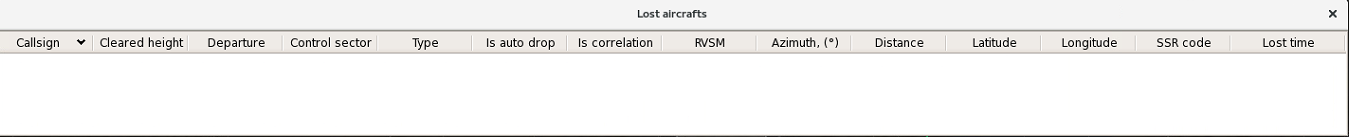 Lost aircrafts
Callsign Cleared height Departure Control sector Type Is auto drop Is correlation RVSM Azimuth, (°) Distance Latitude Longitude SSR code Lost time